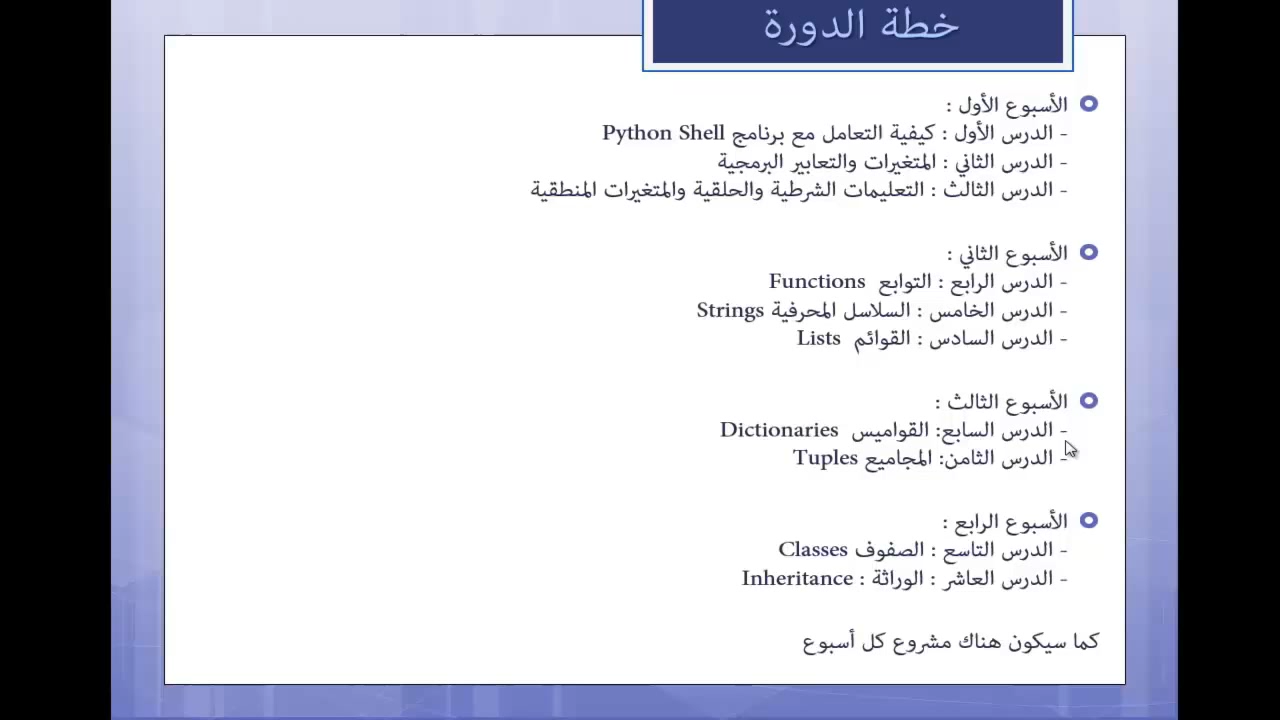 خطة الدورة
الأسبوع الأول :
- الدرس الأول : كيفية التعامل مع برنامج Python Shell
- الدرس الثاني : المتغيرات والتعابير البرمجية
- الدرس الثالث : التعليمات الشرطية والحلقية والمتغيرات المنطقية
الأسبوع الثاني :
- الدرس الرابع : التوابع Functions
- الدرس الخامس : السلاسل المحرفية Strings
- الدرس السادس : القوائم Lists
الأسبوع الثالث :
- الدرس السابع: القواميس Dictionaries
- الدرس الثامن: المجاميع Tuples
الأسبوع الرابع :
- الدرس التاسع : الصفوف Classes
- الدرس العاشر : الوراثة : Inheritance
كما سيكون هناك مشروع كل أسبوع